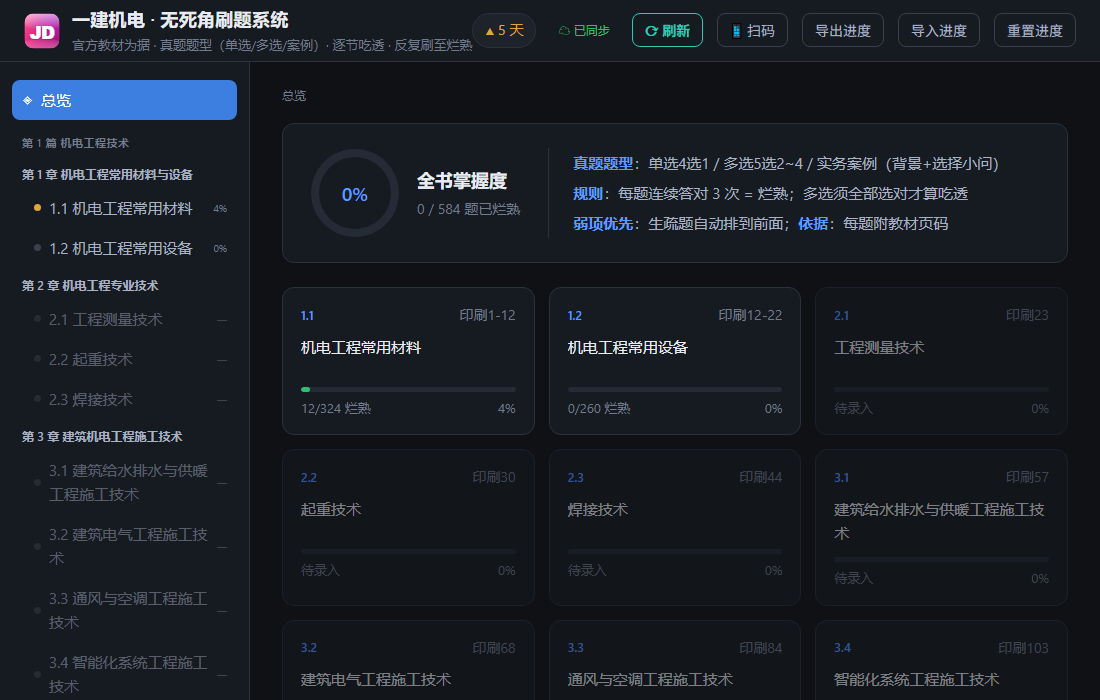 JD
一建机电 · 无死角刷题系统
官方教材为据 · 真题题型（单选/多选/案例）· 逐节吃透 · 反复刷至烂熟
▲ 5 天
已同步
刷新
扫码
导出进度
导入进度
重置进度
总览
第 1 篇 机电工程技术
第 1 章 机电工程常用材料与设备
1.1 机电工程常用材料 4%
1.2 机电工程常用设备 0%
第 2 章 机电工程专业技术
2.1 工程测量技术 —
2.2 起重技术 —
2.3 焊接技术 —
第 3 章 建筑机电工程施工技术
3.1 建筑给水排水与供暖
工程施工技术 —
3.2 建筑电气工程施工技
术 —
3.3 通风与空调工程施工
技术 —
3.4 智能化系统工程施工
技术 —
总览
0%
全书掌握度
0 / 584 题已烂熟
真题题型：单选4选1 / 多选5选2~4 / 实务案例（背景+选择小问）
规则：每题连续答对 3 次 = 烂熟；多选须全部选对才算吃透
弱项优先：生疏题自动排到前面；依据：每题附教材页码
1.1 印刷1-12
机电工程常用材料
12/324 烂熟 4%
1.2 印刷12-22
机电工程常用设备
0/260 烂熟 0%
2.1 印刷23
工程测量技术
待录入 0%
2.2 印刷30
起重技术
待录入 0%
2.3 印刷44
焊接技术
待录入 0%
3.1 印刷57
建筑给水排水与供暖工程施工技
术
待录入 0%
3.2 印刷68
建筑电气工程施工技术
3.3 印刷84
通风与空调工程施工技术
3.4 印刷103
智能化系统工程施工技术